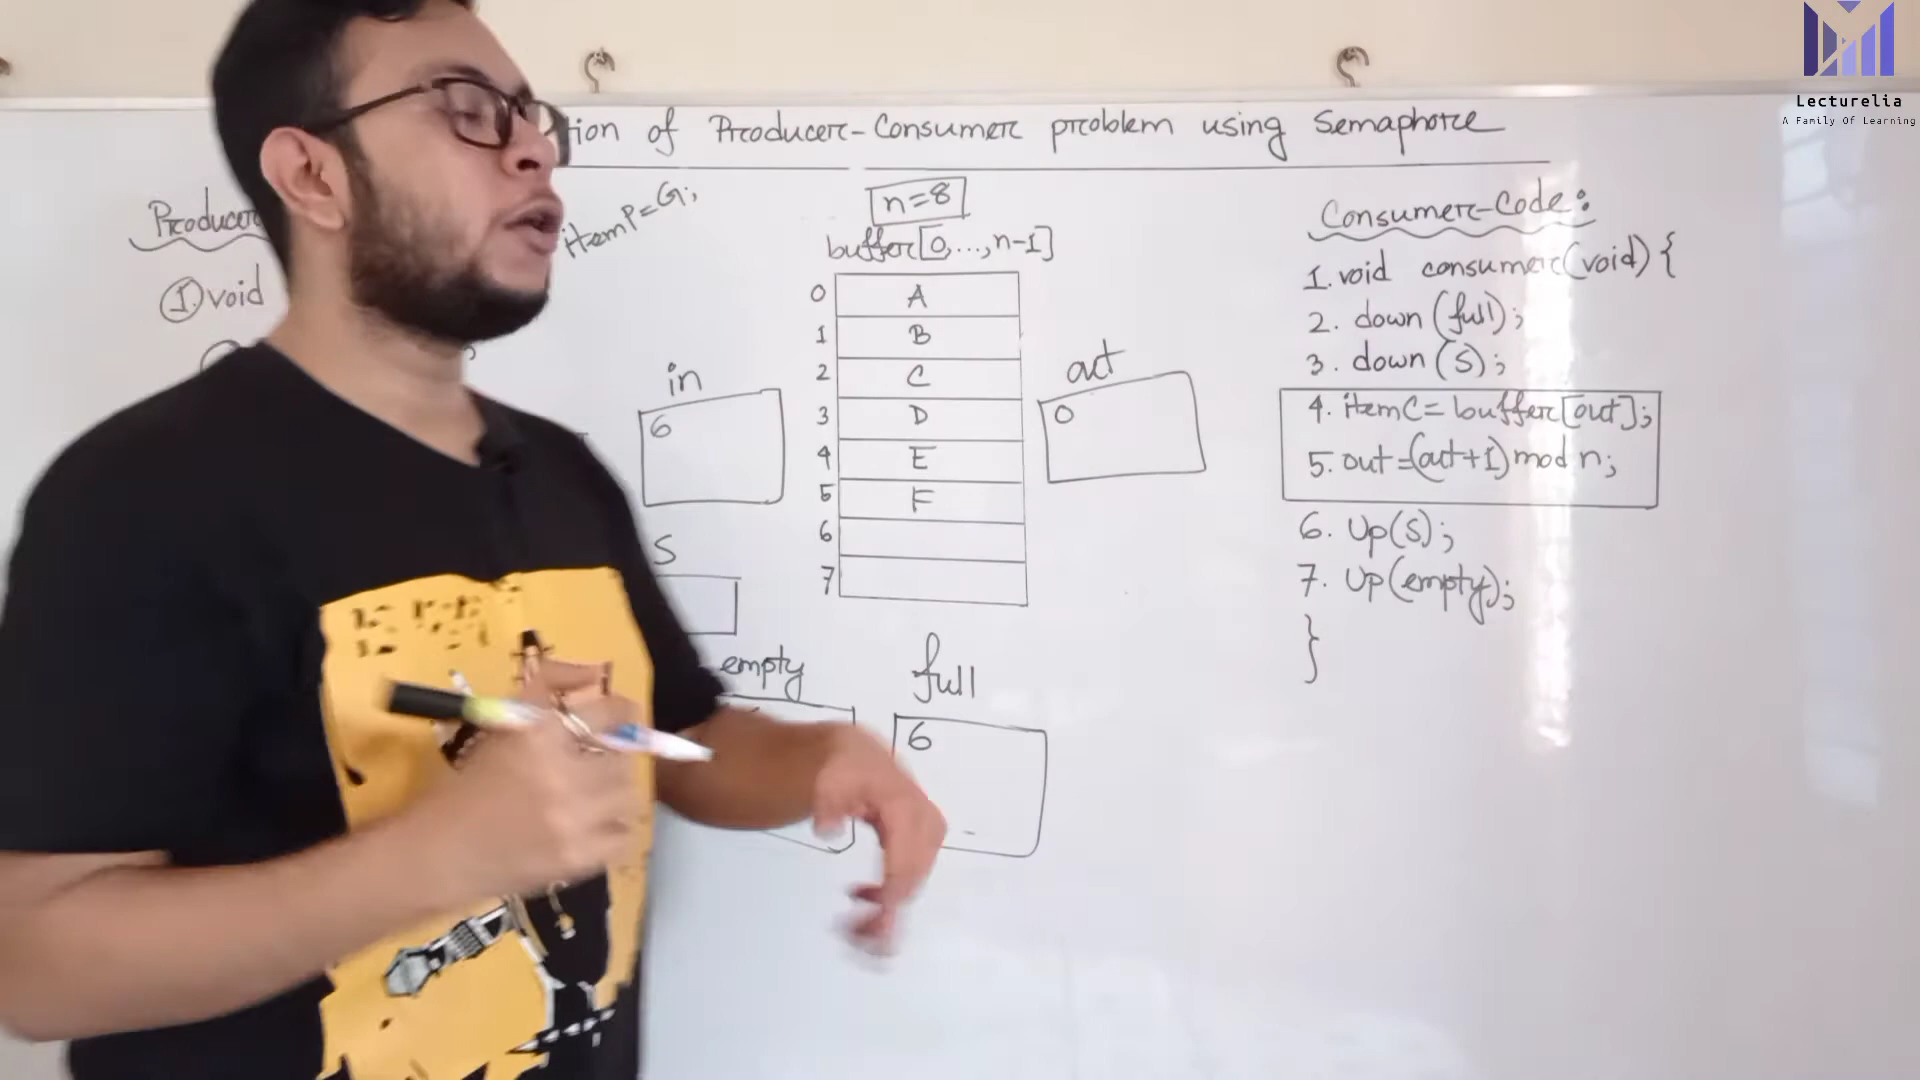 Lecturelia
A Family Of Learning
tion of Producer-Consumer problem using Semaphore
Producer
itemP=G;
1. void
n=8
buffer[0,...,n-1]
0 A
1 B
2 C
3 D
4 E
5 F
6
7
in
6
S
empty
full
6
out
0
Consumer-Code:
1. void consumer(void) {
2. down(full);
3. down(S);
4. itemC= buffer[out];
5. out=(out+1)mod n;
6. Up(S);
7. Up(empty);
}